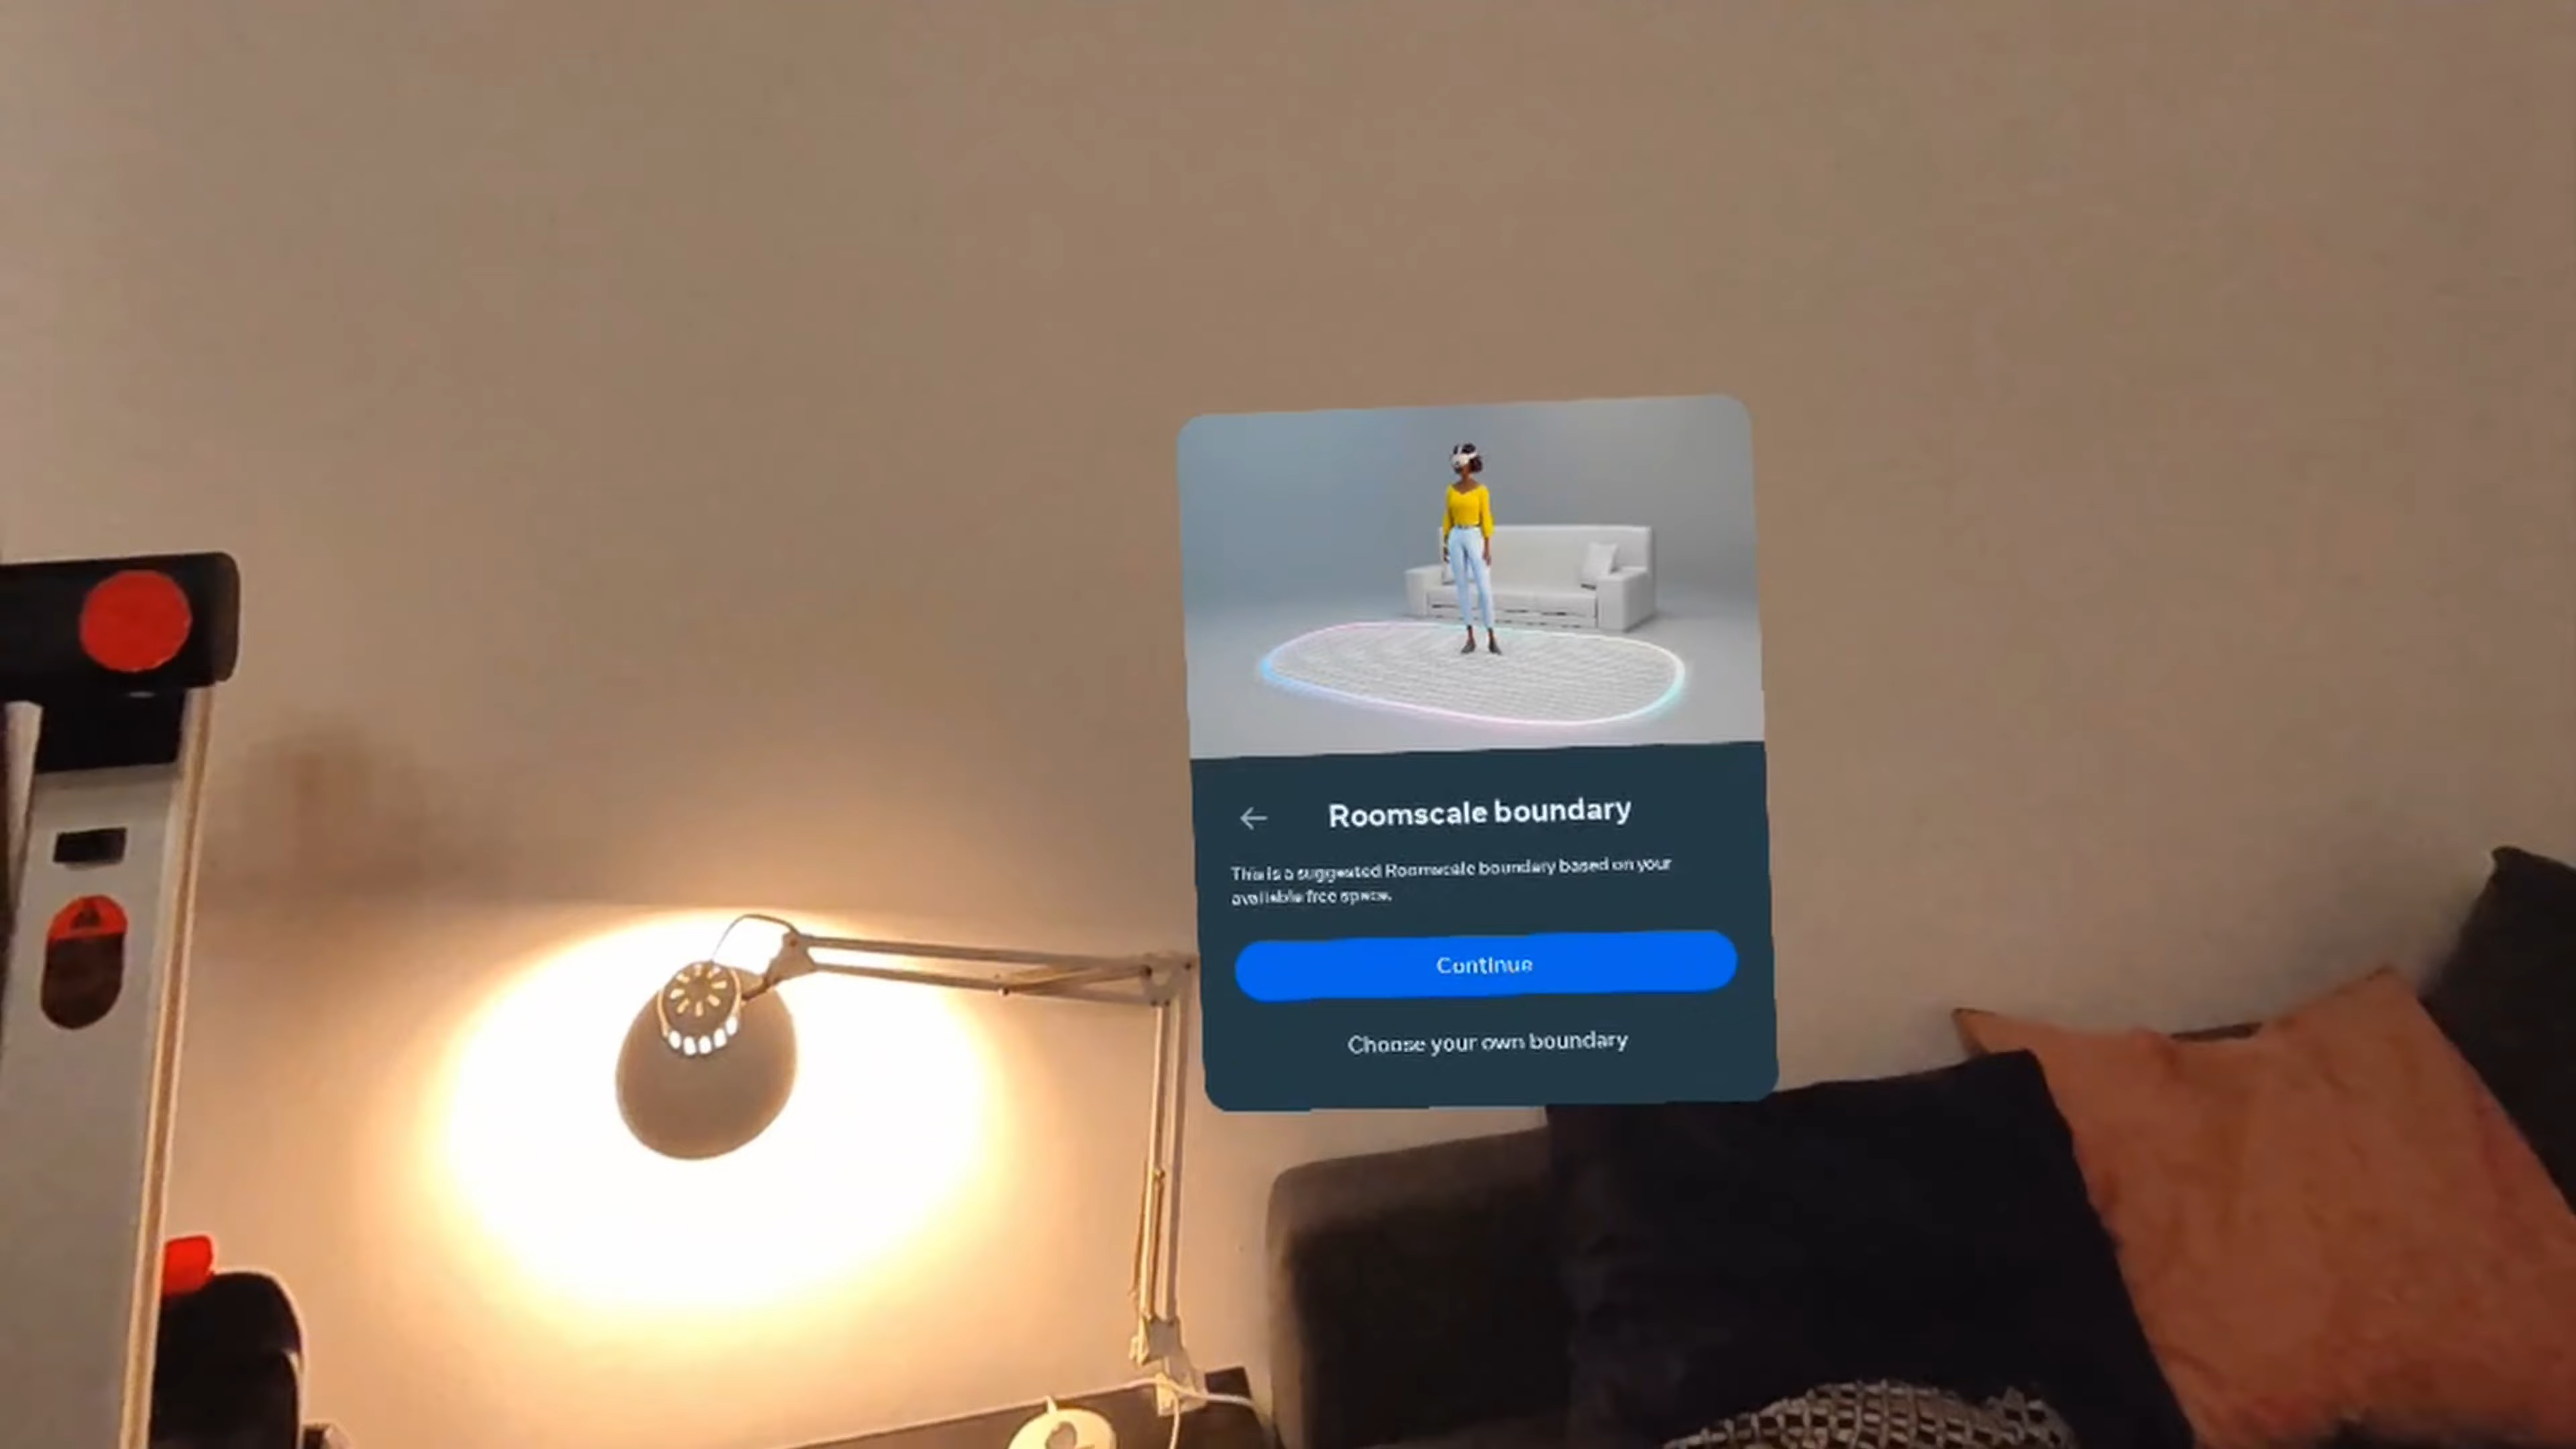 Roomscale boundary
This is a suggested Roomscale boundary based on your
available free space.
Continue
Choose your own boundary